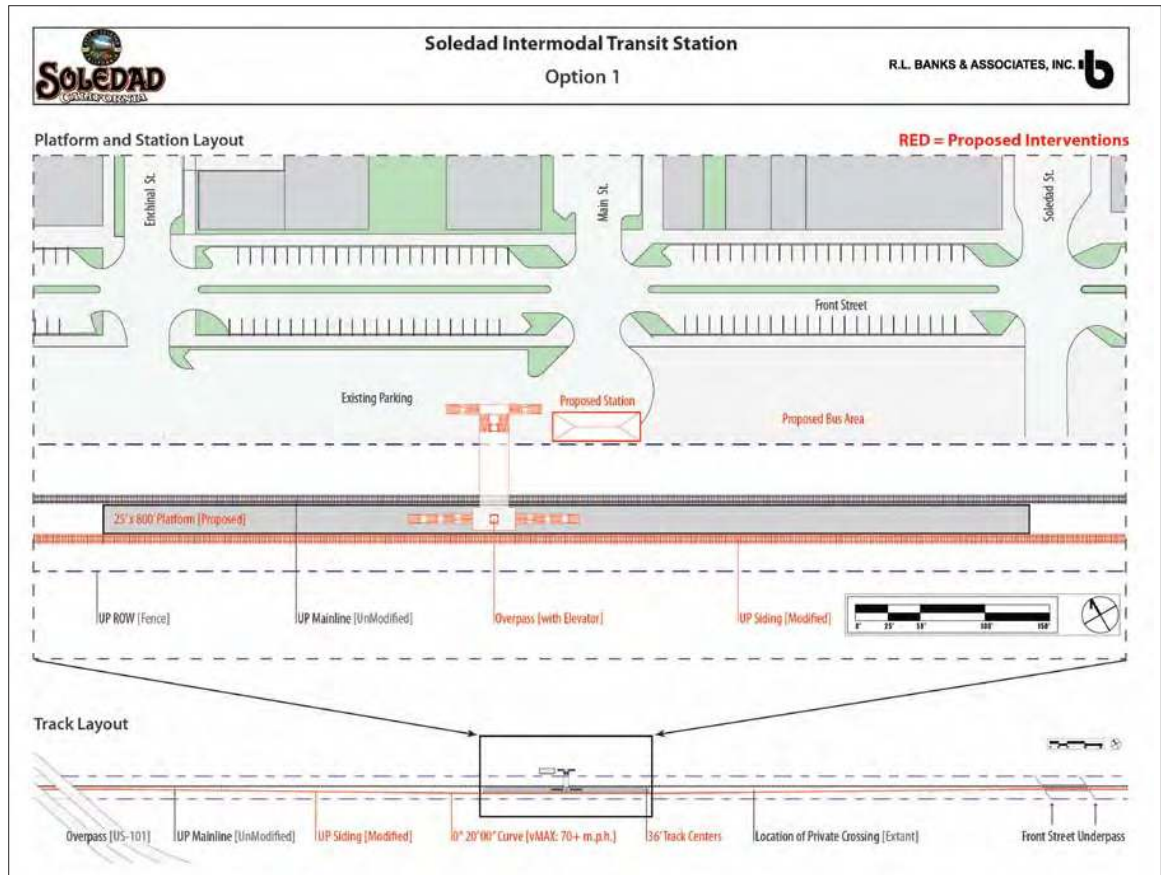 SOLEDAD
CALIFORNIA
Soledad Intermodal Transit Station
Option 1
R.L. BANKS & ASSOCIATES, INC.
b
Platform and Station Layout
RED = Proposed Interventions
Enchinal St.
Main St.
Soledad St.
Front Street
Existing Parking
Proposed Station
Proposed Bus Area
25' x 800' Platform [Proposed]
UP ROW [Fence]
UP Mainline [UnModified]
Overpass [with Elevator]
UP Siding [Modified]
0' 25' 50' 100' 150'
Track Layout
Overpass [US-101]
UP Mainline [UnModified]
UP Siding [Modified]
0° 20'00" Curve [vMAX: 70+ m.p.h.]
36' Track Centers
Location of Private Crossing [Extant]
Front Street Underpass